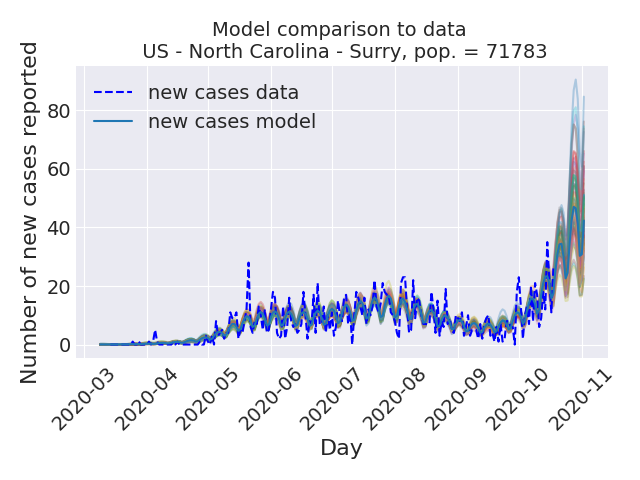 Model comparison to data
US - North Carolina - Surry, pop. = 71783
Number of new cases reported
80
60
40
20
0
new cases data
new cases model
2020-03
2020-04
2020-05
2020-06
2020-07
2020-08
2020-09
2020-10
2020-11
Day